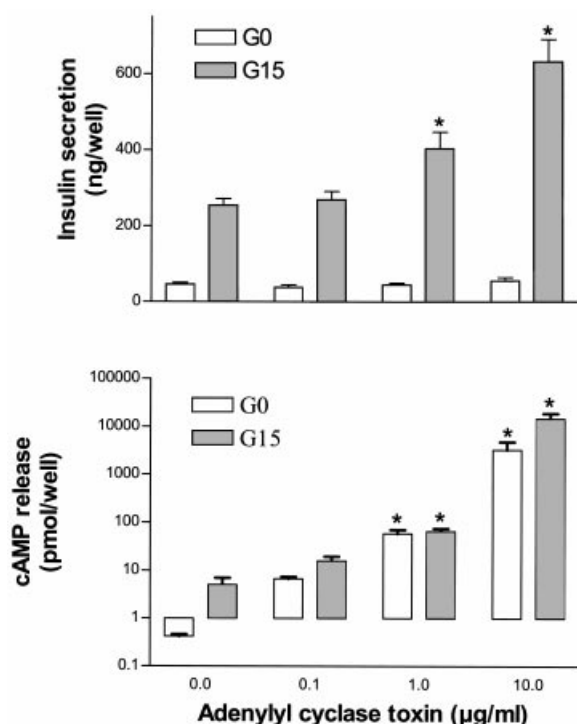 G0
G15
Insulin secretion
(ng/well)
600
400
200
0
*
*
G0
G15
cAMP release
(pmol/well)
100000
10000
1000
100
10
1
0.1
* *
* *
0.0 0.1 1.0 10.0
Adenylyl cyclase toxin (µg/ml)